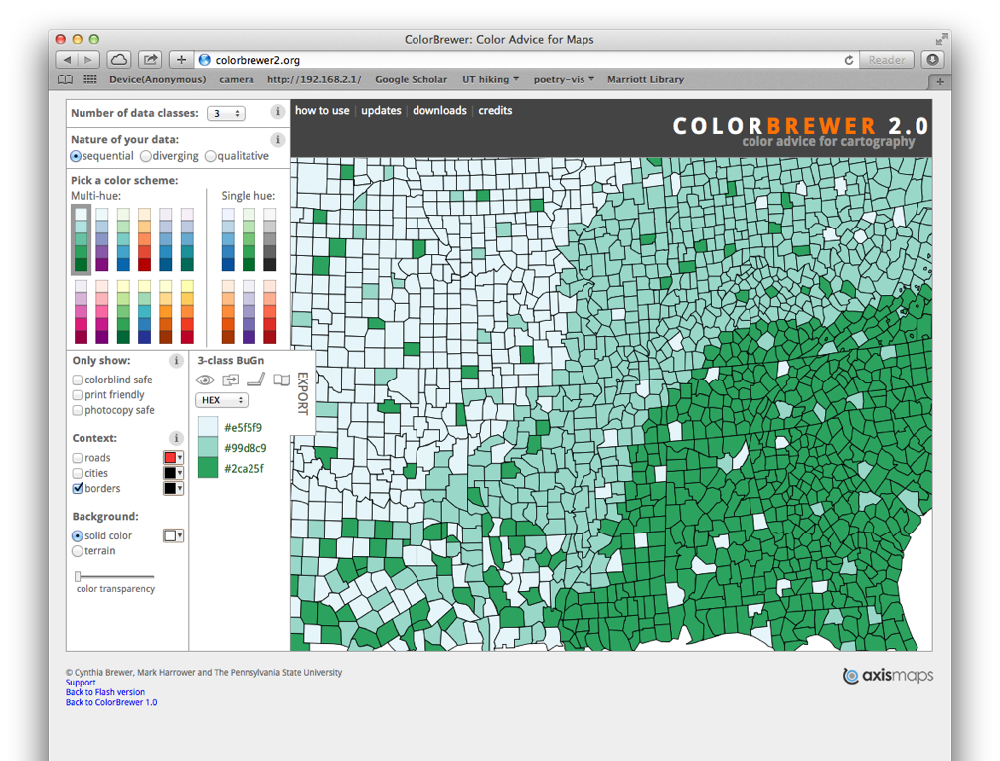 ColorBrewer: Color Advice for Maps
colorbrewer2.org
Reader
Device(Anonymous) camera http://192.168.2.1/ Google Scholar UT hiking poetry-vis Marriott Library
Number of data classes: 3
how to use | updates | downloads | credits
COLORBREWER 2.0
color advice for cartography
Nature of your data:
sequential diverging qualitative
Pick a color scheme:
Multi-hue: Single hue:
Only show:
colorblind safe
print friendly
photocopy safe
Context:
roads
cities
borders
Background:
solid color
terrain
color transparency
3-class BuGn
EXPORT
HEX
#e5f5f9
#99d8c9
#2ca25f
© Cynthia Brewer, Mark Harrower and The Pennsylvania State University
Support
Back to Flash version
Back to ColorBrewer 1.0
axismaps